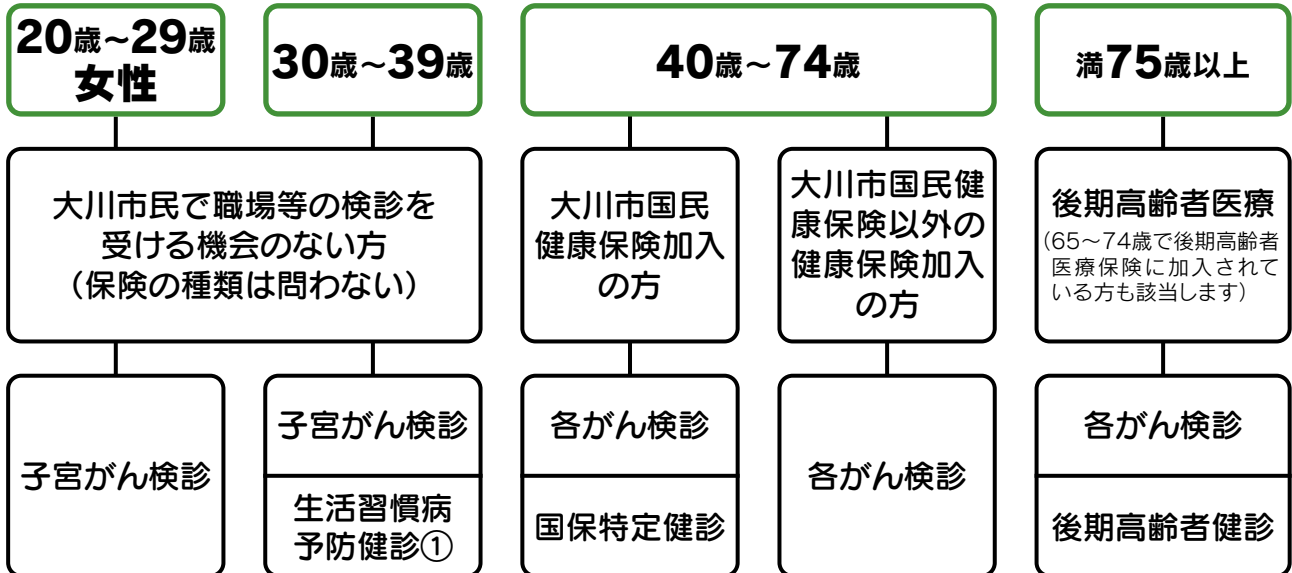 20歳～29歳
女性
30歳～39歳
40歳～74歳
満75歳以上
大川市民で職場等の検診を
受ける機会のない方
（保険の種類は問わない）
大川市国民
健康保険加入
の方
大川市国民健
康保険以外の
健康保険加入
の方
後期高齢者医療
（65～74歳で後期高齢者
医療保険に加入されて
いる方も該当します）
子宮がん検診
子宮がん検診
生活習慣病
予防健診①
各がん検診
国保特定健診
各がん検診
各がん検診
後期高齢者健診